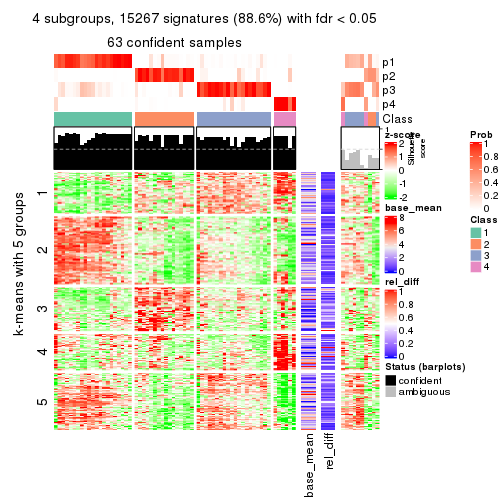 4 subgroups, 15267 signatures (88.6%) with fdr < 0.05
63 confident samples
p1
p2
p3
p4
Class
1
Silhouette
score
k-means with 5 groups
1
2
3
4
5
base_mean
rel_diff
z-score
2
1
0
-1
-2
base_mean
8
6
4
2
0
rel_diff
1
0.8
0.6
0.4
0.2
0
Status (barplots)
confident
ambiguous
Prob
1
0.8
0.6
0.4
0.2
0
Class
1
2
3
4